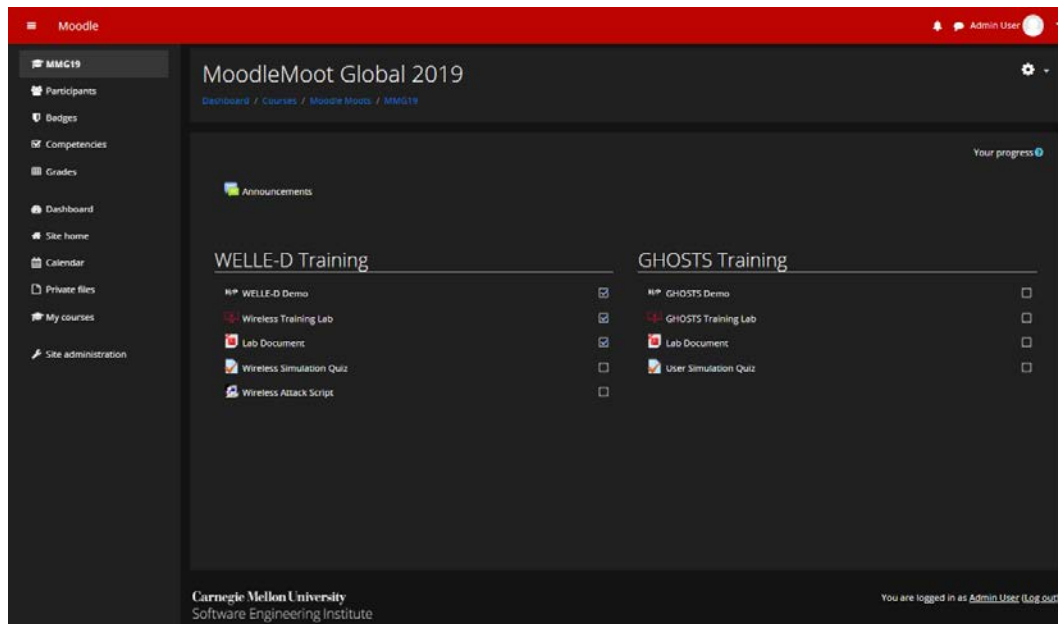 Moodle
Admin User
MMG19
Participants
Badges
Competencies
Grades
Dashboard
Site home
Calendar
Private files
My courses
Site administration
MoodleMoot Global 2019
Dashboard / Courses / Moodle Moots / MMG19
Your progress
Announcements
WELLE-D Training
H-P WELLE-D Demo
Wireless Training Lab
Lab Document
Wireless Simulation Quiz
Wireless Attack Script
GHOSTS Training
H-P GHOSTS Demo
GHOSTS Training Lab
Lab Document
User Simulation Quiz
Carnegie Mellon University
Software Engineering Institute
You are logged in as Admin User (Log out)